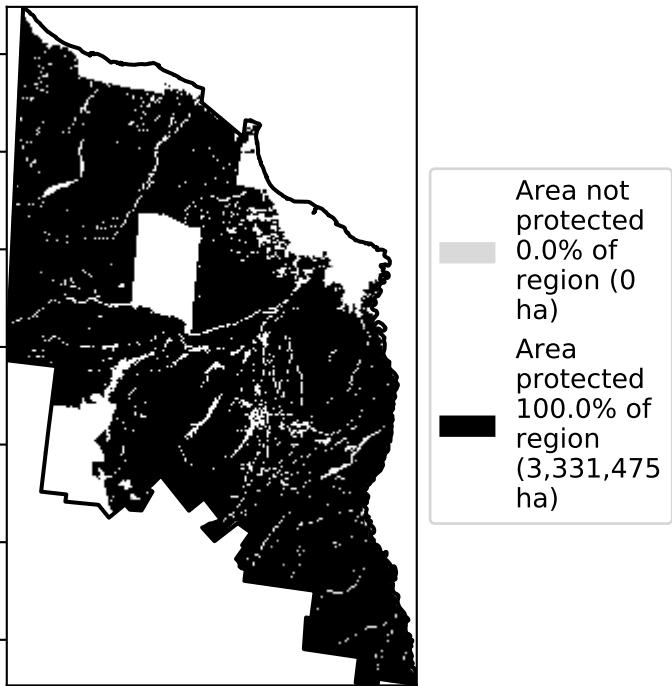 Area not
protected
0.0% of
region (0
ha)
Area
protected
100.0% of
region
(3,331,475
ha)